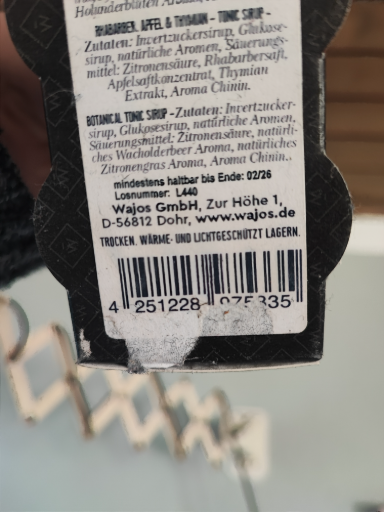 Holunderblüten Aroma
RHABARBER, APFEL & THYMIAN - TONIC SIRUP -
Zutaten: Invertzuckersirup, Glukose-
sirup, natürliche Aromen, Säuerungs-
mittel: Zitronensäure, Rhabarbersaft,
Apfelsaftkonzentrat, Thymian
Extrakt, Aroma Chinin.
BOTANICAL TONIC SIRUP -Zutaten: Invertzucker-
sirup, Glukosesirup, natürliche Aromen,
Säuerungsmittel: Zitronensäure, natürli-
ches Wacholderbeer Aroma, natürliches
Zitronengras Aroma, Aroma Chinin..
mindestens haltbar bis Ende: 02/26
Losnummer: L440
Wajos GmbH, Zur Höhe 1,
D-56812 Dohr, www.wajos.de
TROCKEN, WÄRME- UND LICHTGESCHÜTZT LAGERN.
4 251228 975335